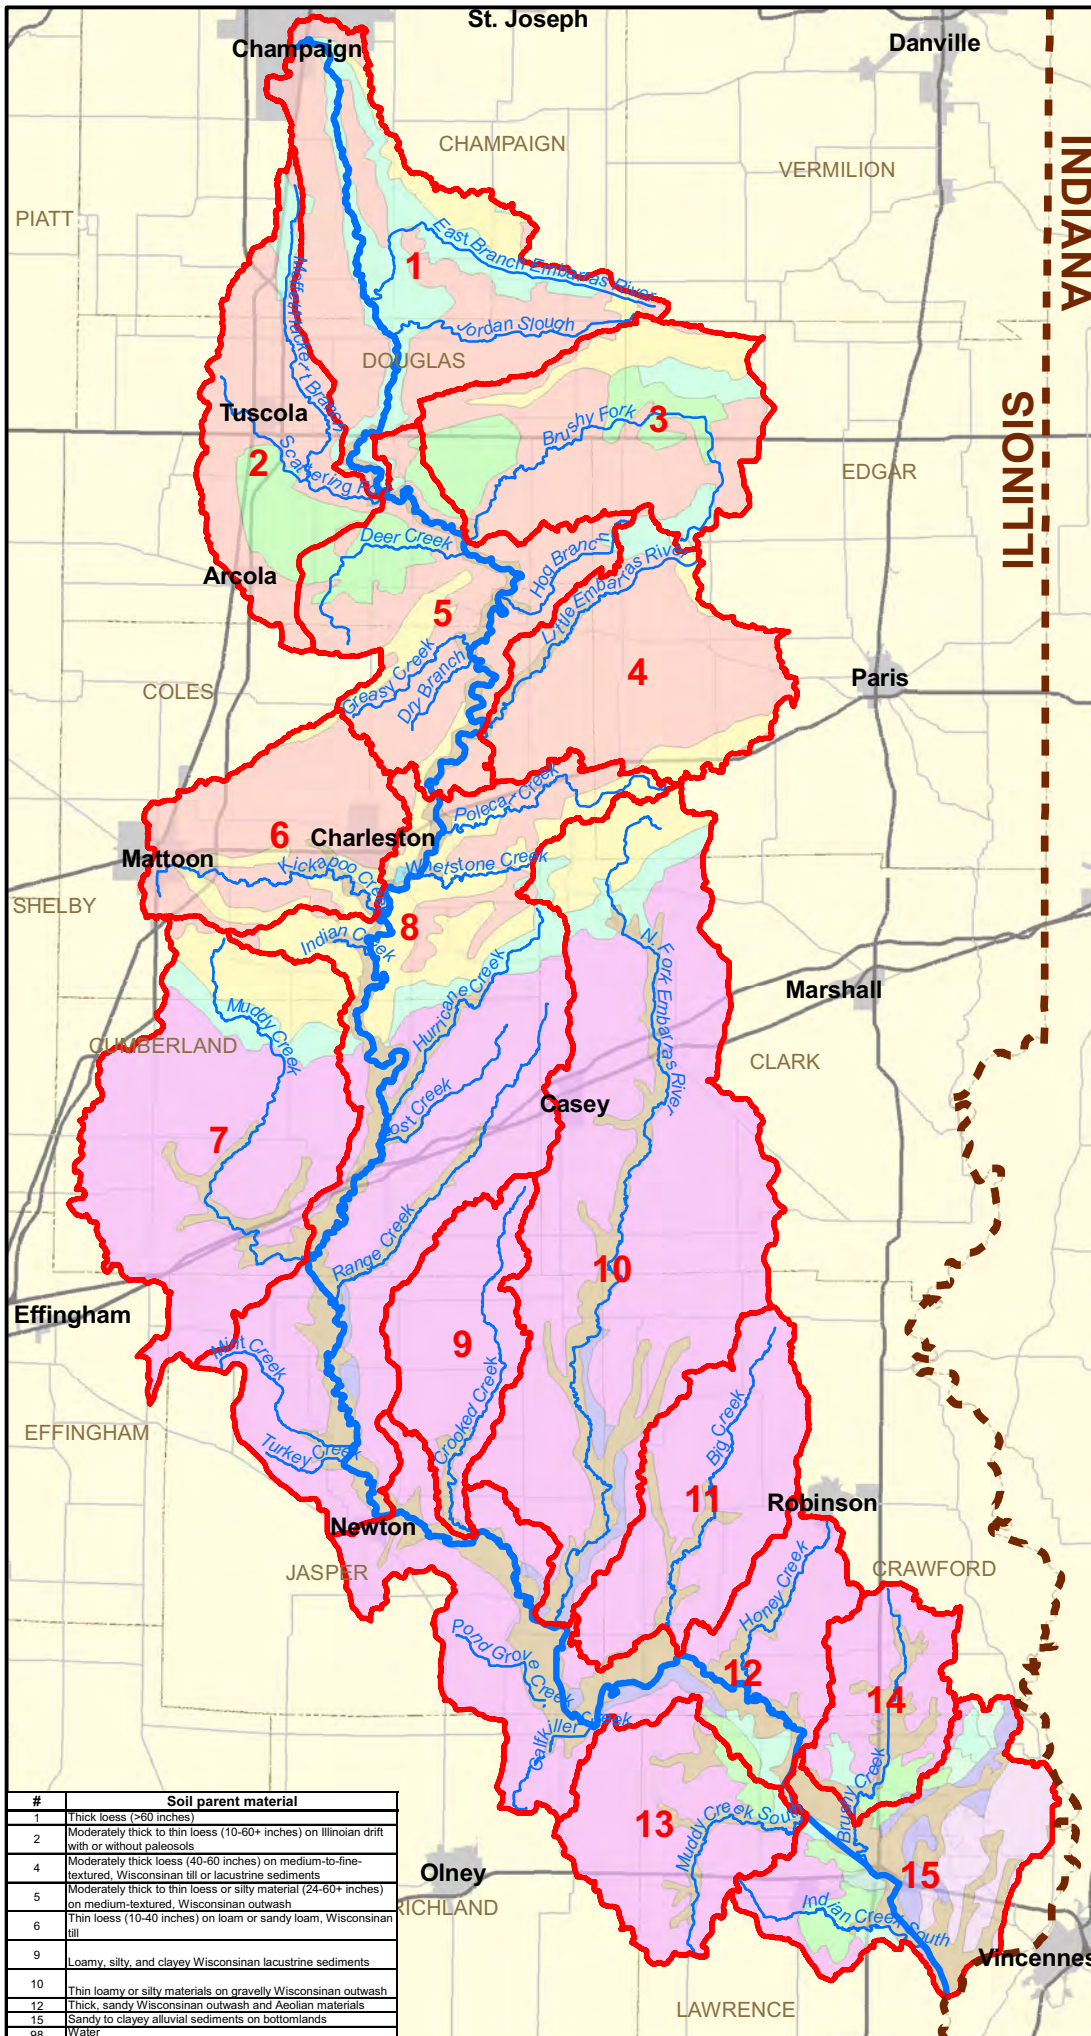 St. Joseph
Champaign
Danville
CHAMPAIGN
VERMILION
INDIANA
PIATT
East Branch Embarras River
1
Jordan Slough
DOUGLAS
ILLINOIS
Tuscola
Brushy Fork
3
2
EDGAR
Deer Creek
Hog Branch
Arcola
Little Embarras River
5
4
Paris
COLES
Greasy Creek
Dry Branch
Polecat Creek
6
Charleston
Mattoon
Kickapoo Creek
Whetstone Creek
SHELBY
8
Indian Creek
N. Fork Embarras River
Marshall
Muddy Creek
Hurricane Creek
CUMBERLAND
CLARK
Casey
ost Creek
7
Range Creek
10
Effingham
9
Mint Creek
EFFINGHAM
Crooked Creek
Big Creek
Turkey Creek
11
Robinson
Newton
JASPER
CRAWFORD
Honey Creek
Pond Grove Creek
12
14
Calfkiller Creek
13
Muddy Creek South
Brushy Creek
Olney
15
RICHLAND
Indian Creek South
Vincennes
LAWRENCE
# Soil parent material
1 Thick loess (>60 inches)
2 Moderately thick to thin loess (10-60+ inches) on Illinoian drift
with or without paleosols
4 Moderately thick loess (40-60 inches) on medium-to-fine-
textured, Wisconsinan till or lacustrine sediments
5 Moderately thick to thin loess or silty material (24-60+ inches)
on medium-textured, Wisconsinan outwash
6 Thin loess (10-40 inches) on loam or sandy loam, Wisconsinan
till
9 Loamy, silty, and clayey Wisconsinan lacustrine sediments
10 Thin loamy or silty materials on gravelly Wisconsinan outwash
12 Thick, sandy Wisconsinan outwash and Aeolian materials
15 Sandy to clayey alluvial sediments on bottomlands
98 Water